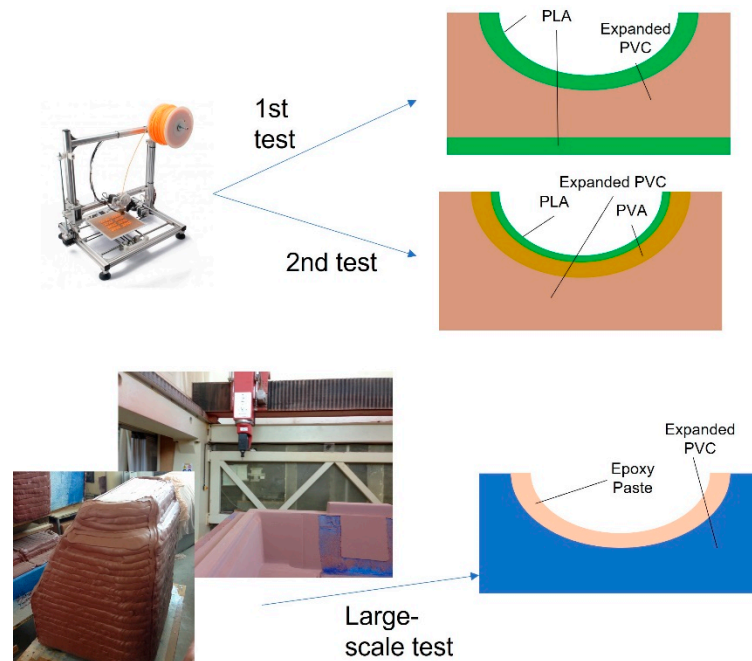 PLA
Expanded
PVC
1st
test
Expanded PVC
PLA
PVA
2nd test
Expanded
PVC
Epoxy
Paste
Large-
scale test